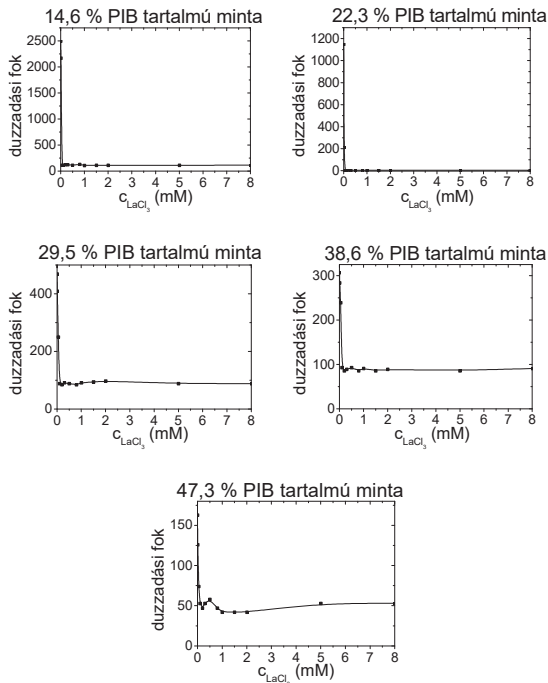 14,6 % PIB tartalmú minta
duzzadási fok
2500
2000
1500
1000
500
0
0 1 2 3 4 5 6 7 8
c_LaCl₃ (mM)
22,3 % PIB tartalmú minta
duzzadási fok
1200
1000
800
600
400
200
0
0 1 2 3 4 5 6 7 8
c_LaCl₃ (mM)
29,5 % PIB tartalmú minta
duzzadási fok
400
200
0
0 1 2 3 4 5 6 7 8
c_LaCl₃ (mM)
38,6 % PIB tartalmú minta
duzzadási fok
300
200
100
0
0 1 2 3 4 5 6 7 8
c_LaCl₃ (mM)
47,3 % PIB tartalmú minta
duzzadási fok
150
100
50
0
0 1 2 3 4 5 6 7 8
c_LaCl₃ (mM)